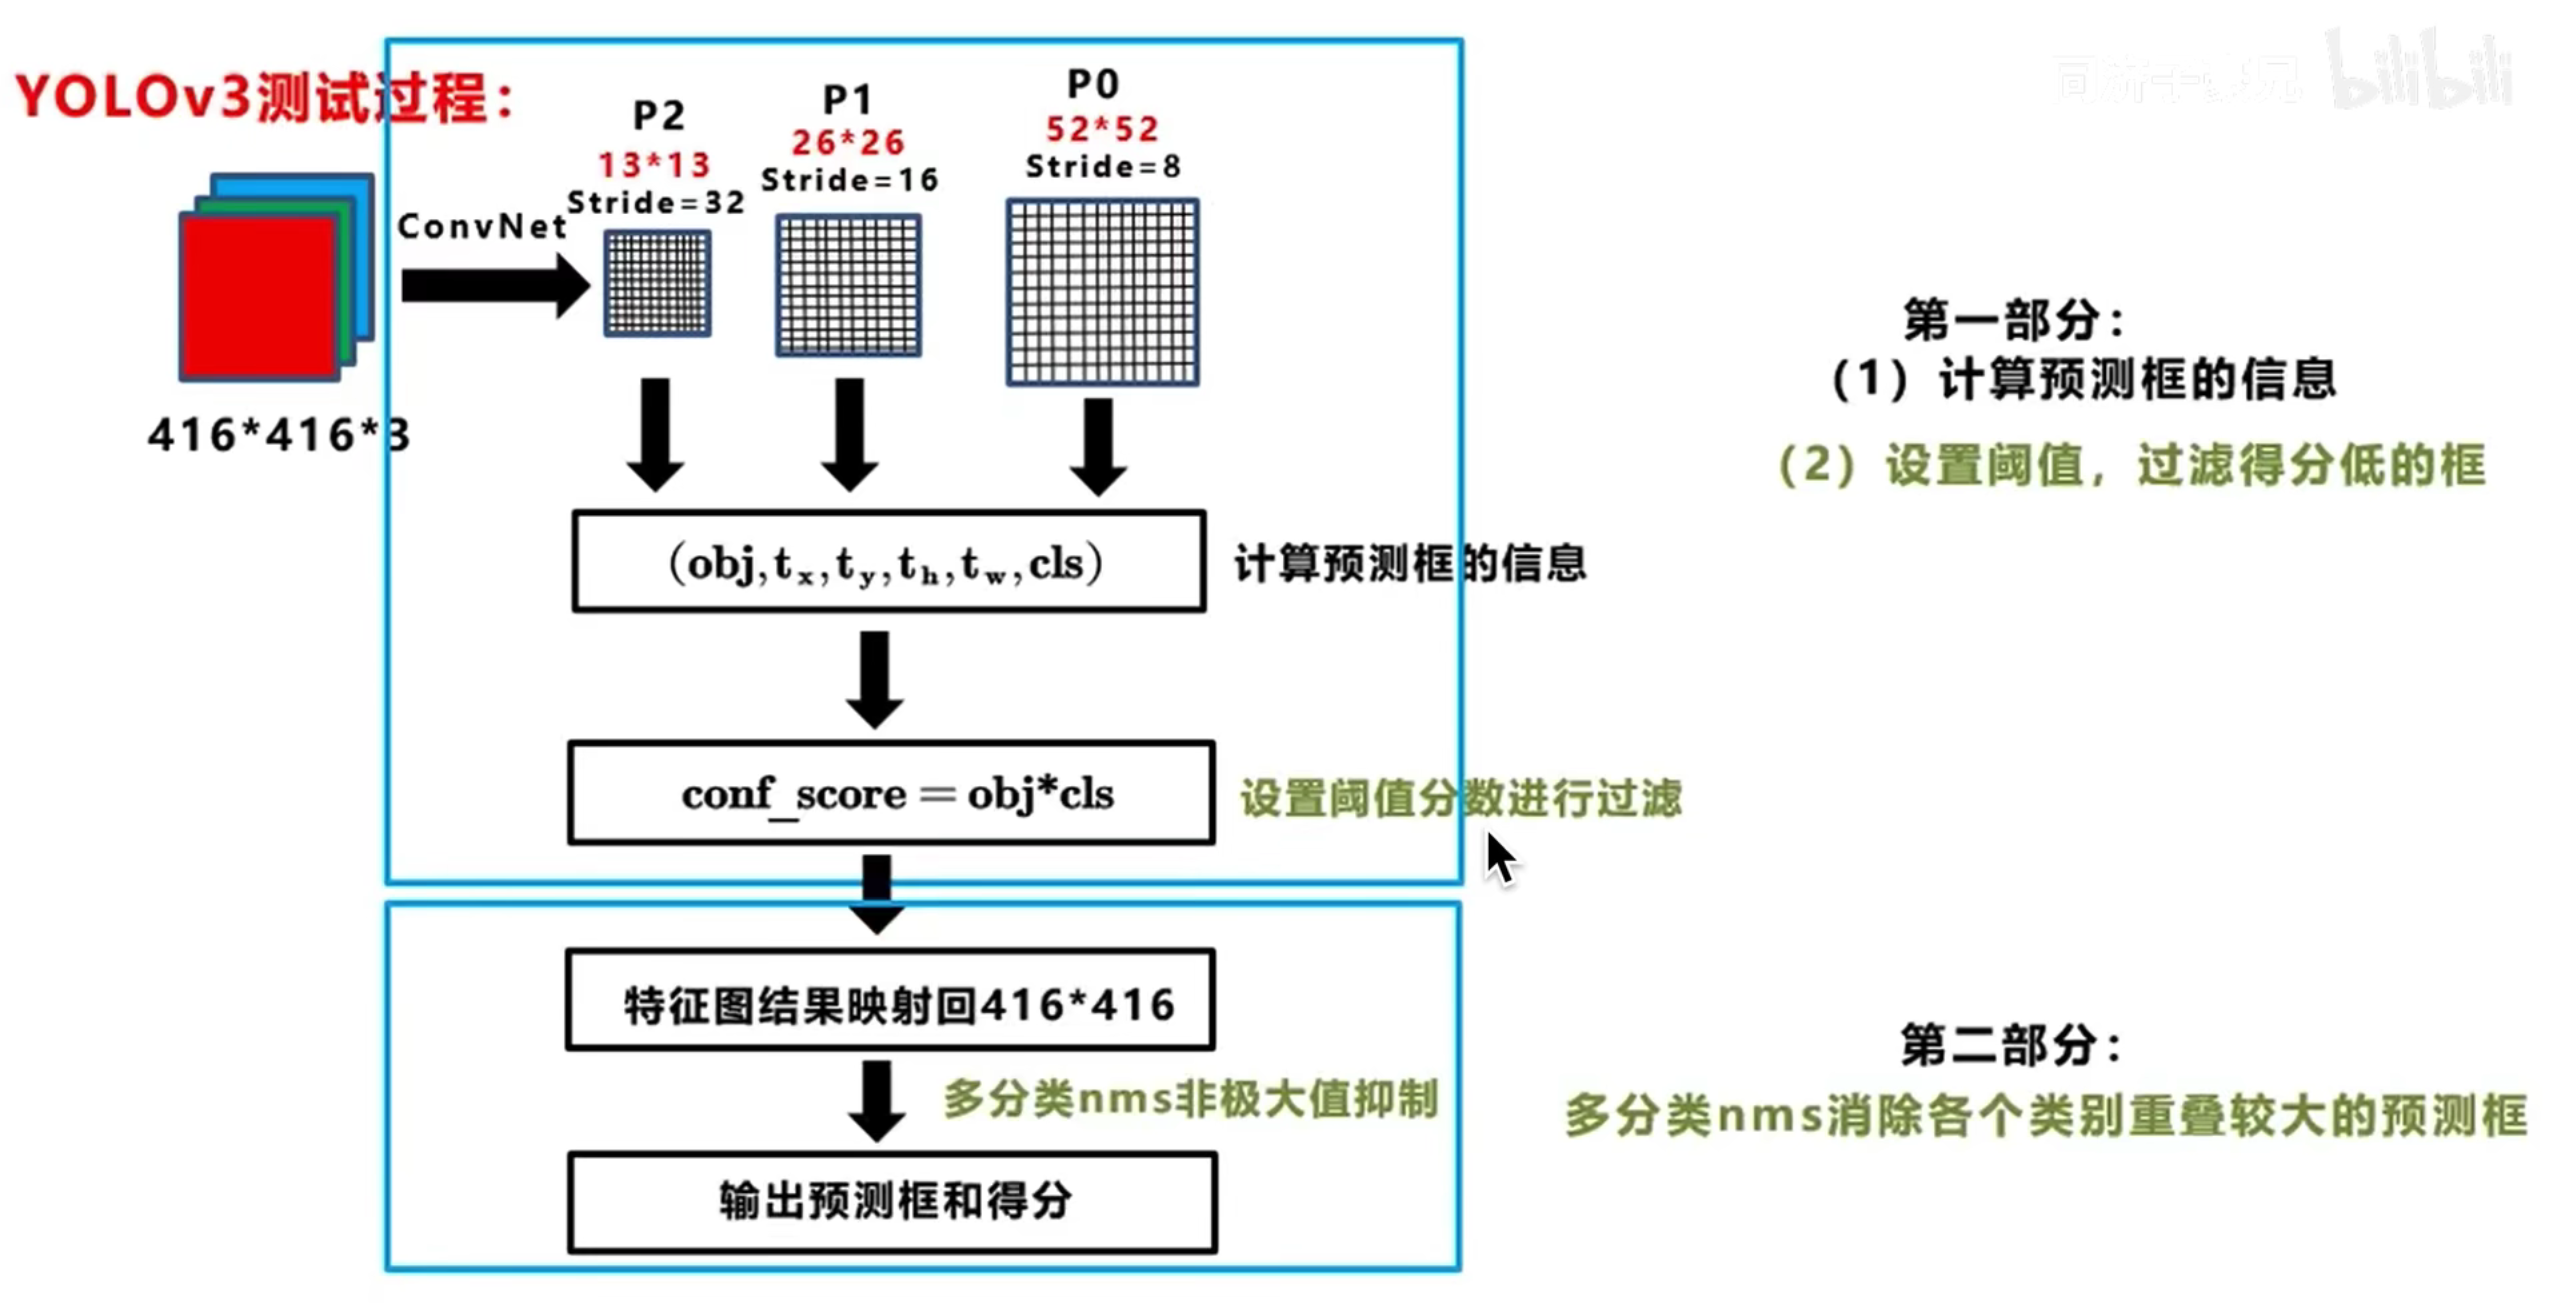 YOLOv3测试过程：
P2
13*13
Stride=32
P1
26*26
Stride=16
P0
52*52
Stride=8
ConvNet
416*416*3
(obj,tx,ty,th,tw,cls)
计算预测框的信息
conf_score = obj*cls
设置阈值分数进行过滤
特征图结果映射回416*416
多分类nms非极大值抑制
输出预测框和得分
第一部分：
（1）计算预测框的信息
（2）设置阈值，过滤得分低的框
第二部分：
多分类nms消除各个类别重叠较大的预测框
bilibili